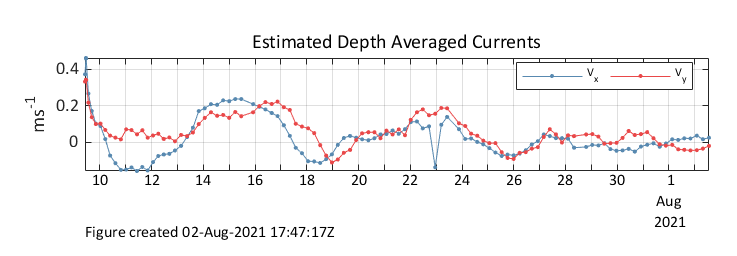 Estimated Depth Averaged Currents
Vx Vy
0.4
0.2
0
ms-1
10 12 14 16 18 20 22 24 26 28 30 1
Aug
2021
Figure created 02-Aug-2021 17:47:17Z